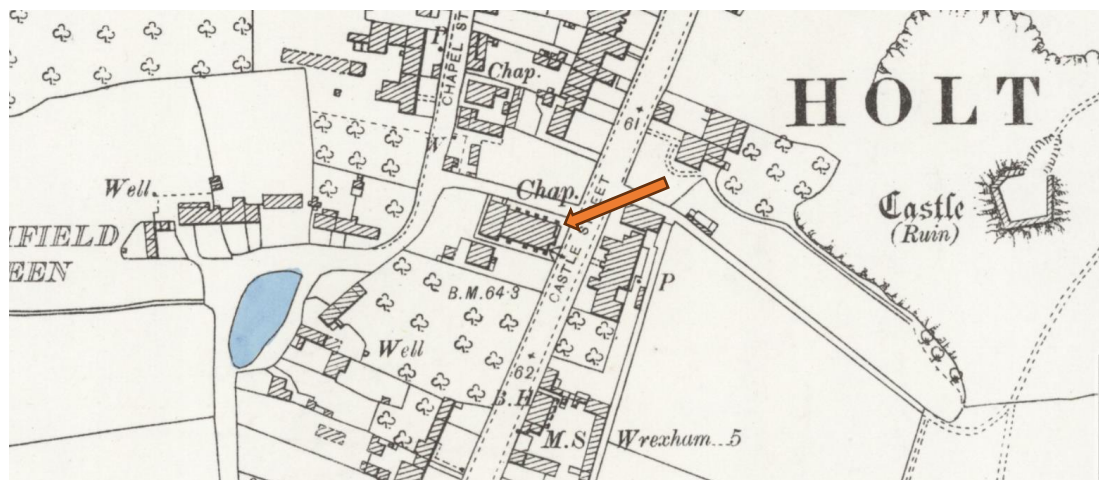 CHAPEL ST
P
Chap.
HOLT
61
W
Well.
Chap.
CASTLE STREET
Castle
(Ruin)
IFIELD
EEN
B.M. 64·3
P
Well
62
B.H
M.S Wrexham...5